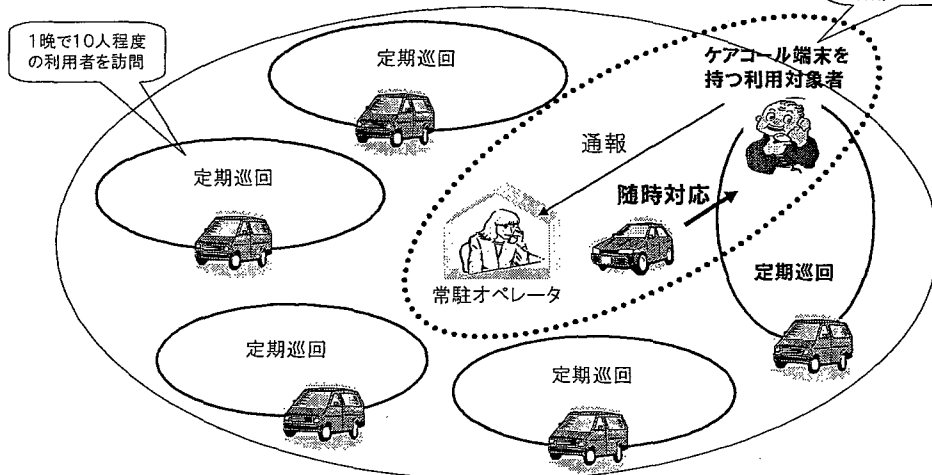 1晩で10人程度
の利用者を訪問
定期巡回
ケアコール端末を
持つ利用対象者
通報
定期巡回
随時対応
常駐オペレータ
定期巡回
定期巡回
定期巡回